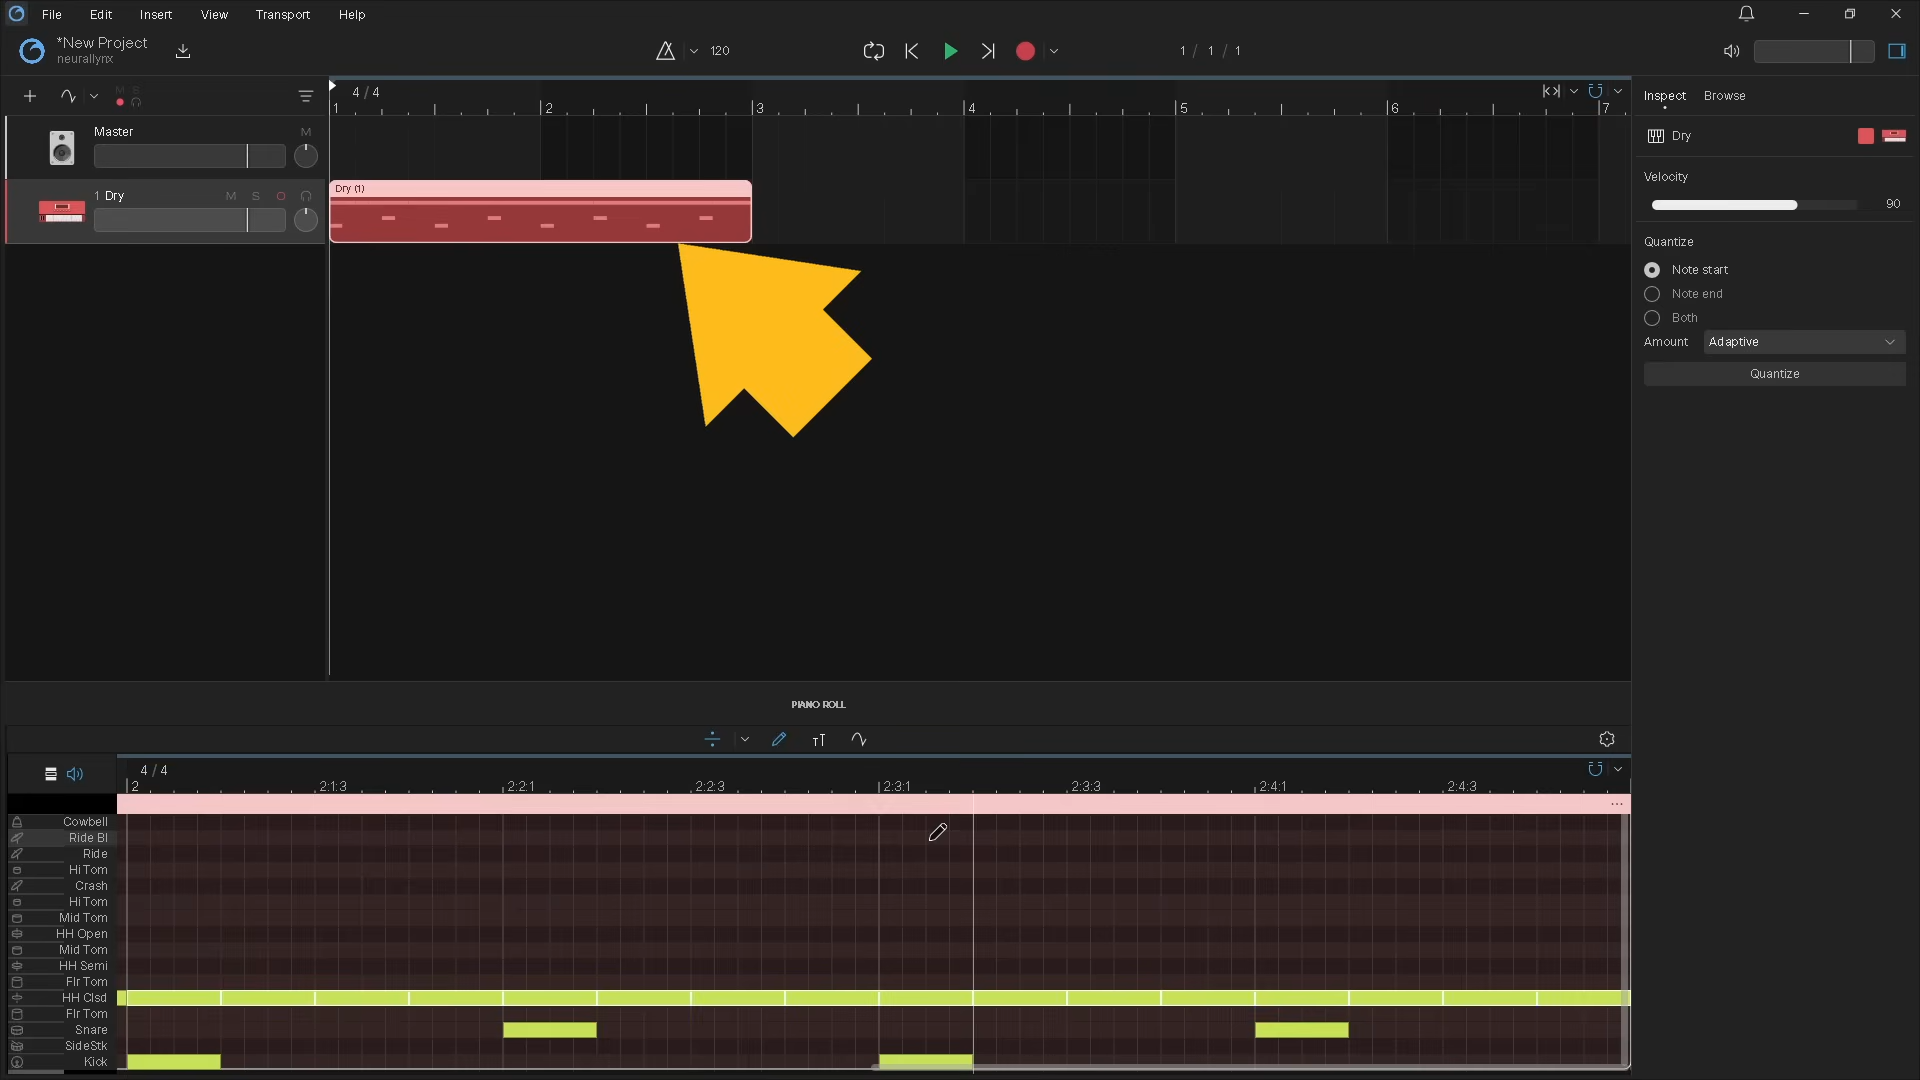 File Edit Insert View Transport Help
*New Project
neurallynx
120
1 / 1 / 1
M S
4 / 4
1 2 3 4 5 6 7
Inspect Browse
Master M
Dry
1 Dry M S
Dry (1)
Velocity
90
Quantize
Note start
Note end
Both
Amount Adaptive
Quantize
PIANO ROLL
4 / 4
2 2:1:3 2:2:1 2:2:3 2:3:1 2:3:3 2:4:1 2:4:3
Cowbell
Ride Bl
Ride
Hi Tom
Crash
Hi Tom
Mid Tom
HH Open
Mid Tom
HH Semi
Flr Tom
HH Clsd
Flr Tom
Snare
SideStk
Kick